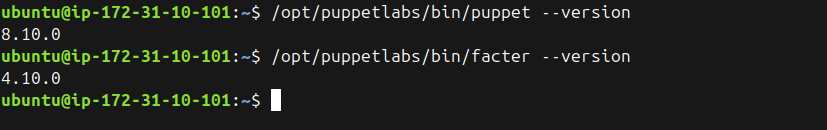 ubuntu@ip-172-31-10-101:~$ /opt/puppetlabs/bin/puppet --version
8.10.0
ubuntu@ip-172-31-10-101:~$ /opt/puppetlabs/bin/facter --version
4.10.0
ubuntu@ip-172-31-10-101:~$